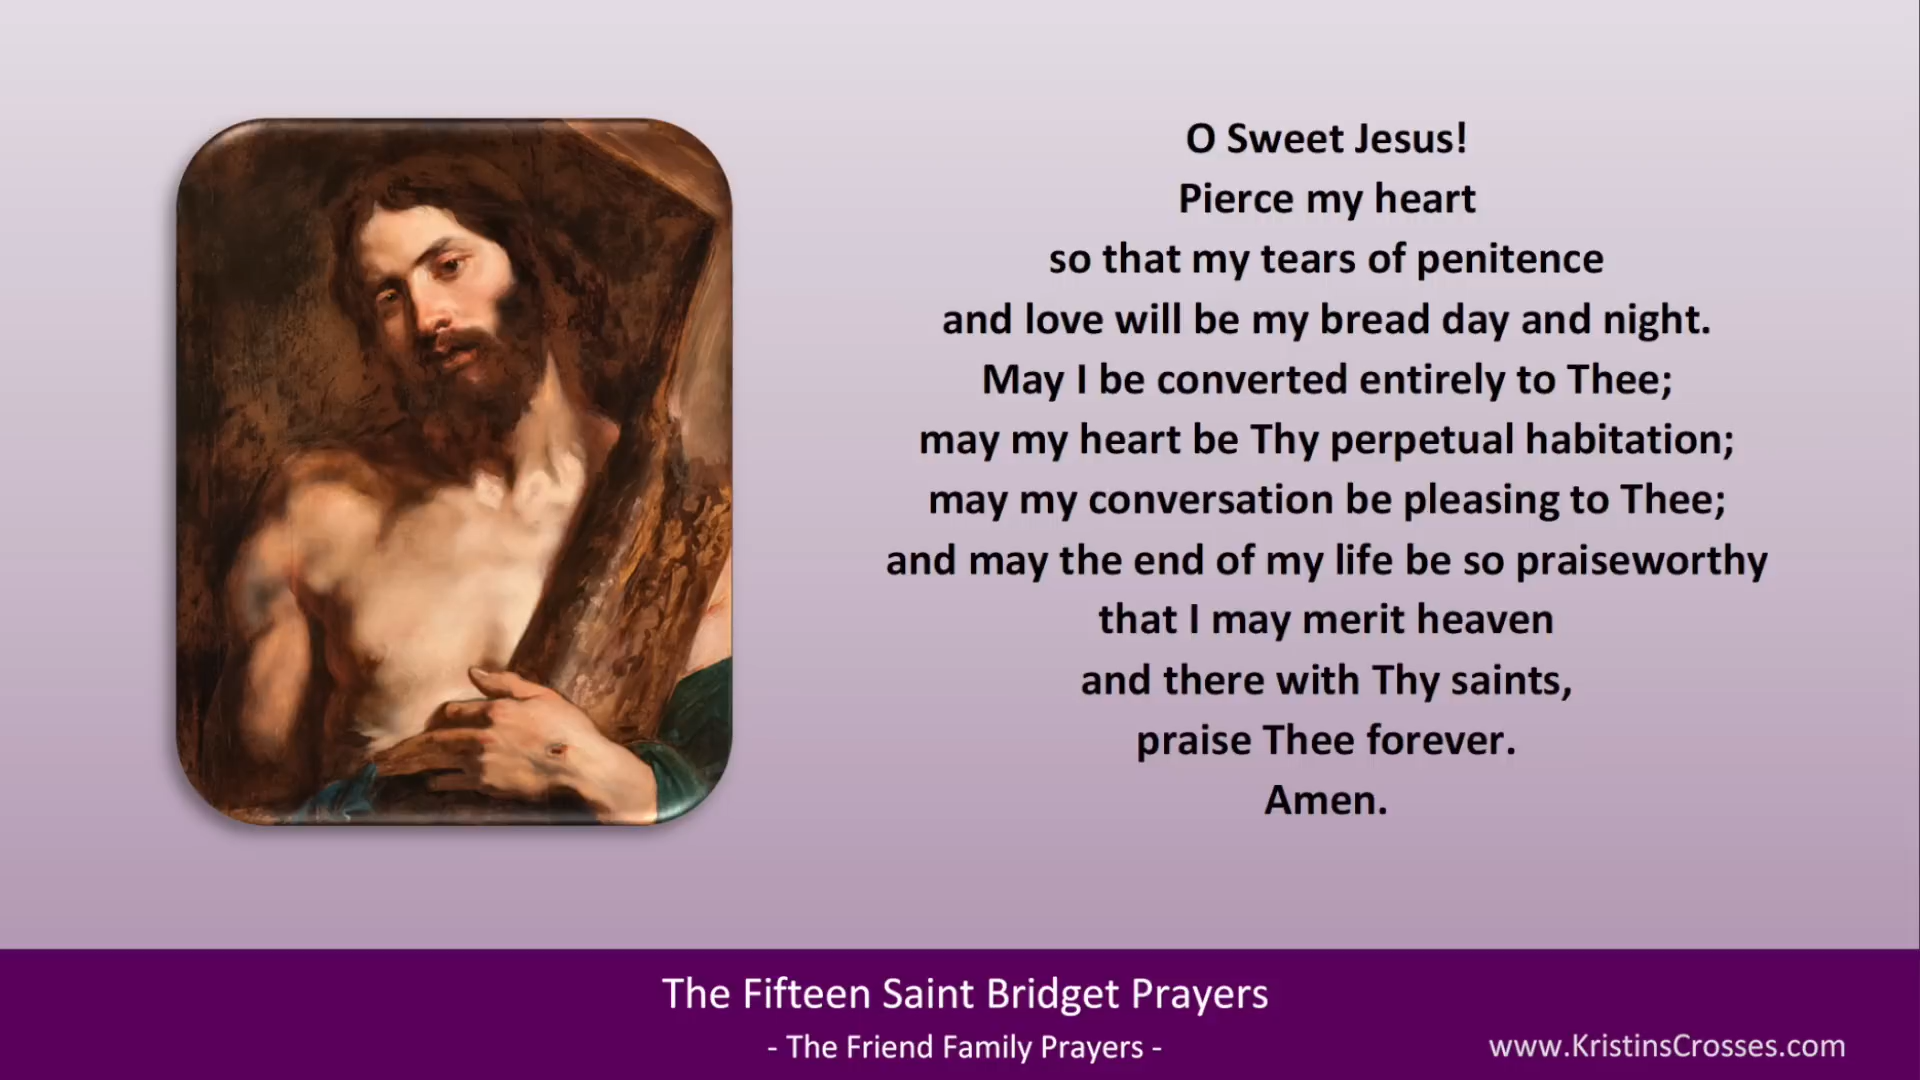 O Sweet Jesus!
Pierce my heart
so that my tears of penitence
and love will be my bread day and night.
May I be converted entirely to Thee;
may my heart be Thy perpetual habitation;
may my conversation be pleasing to Thee;
and may the end of my life be so praiseworthy
that I may merit heaven
and there with Thy saints,
praise Thee forever.
Amen.
The Fifteen Saint Bridget Prayers
- The Friend Family Prayers -
www.KristinsCrosses.com